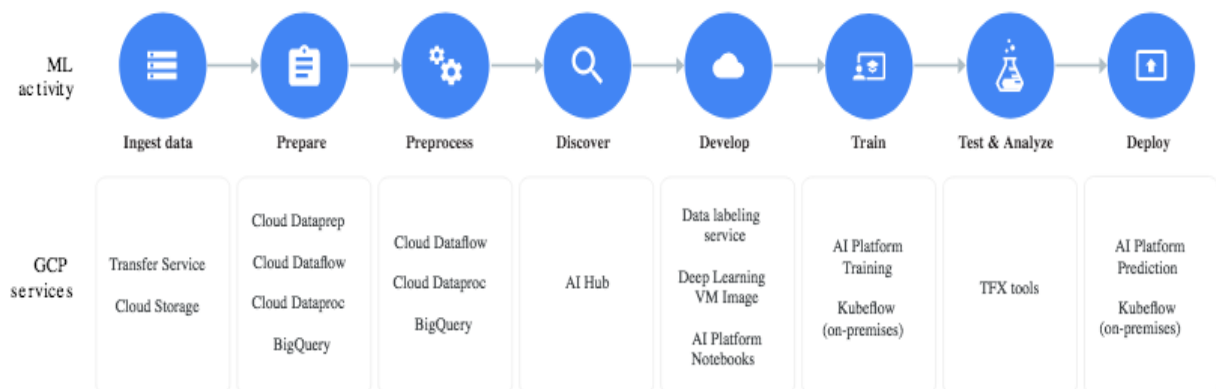 ML
activity
Ingest data
Prepare
Preprocess
Discover
Develop
Train
Test & Analyze
Deploy
GCP
services
Transfer Service
Cloud Storage
Cloud Dataprep
Cloud Dataflow
Cloud Dataproc
BigQuery
Cloud Dataflow
Cloud Dataproc
BigQuery
AI Hub
Data labeling
service
Deep Learning
VM Image
AI Platform
Notebooks
AI Platform
Training
Kubeflow
(on-premises)
TFX tools
AI Platform
Prediction
Kubeflow
(on-premises)